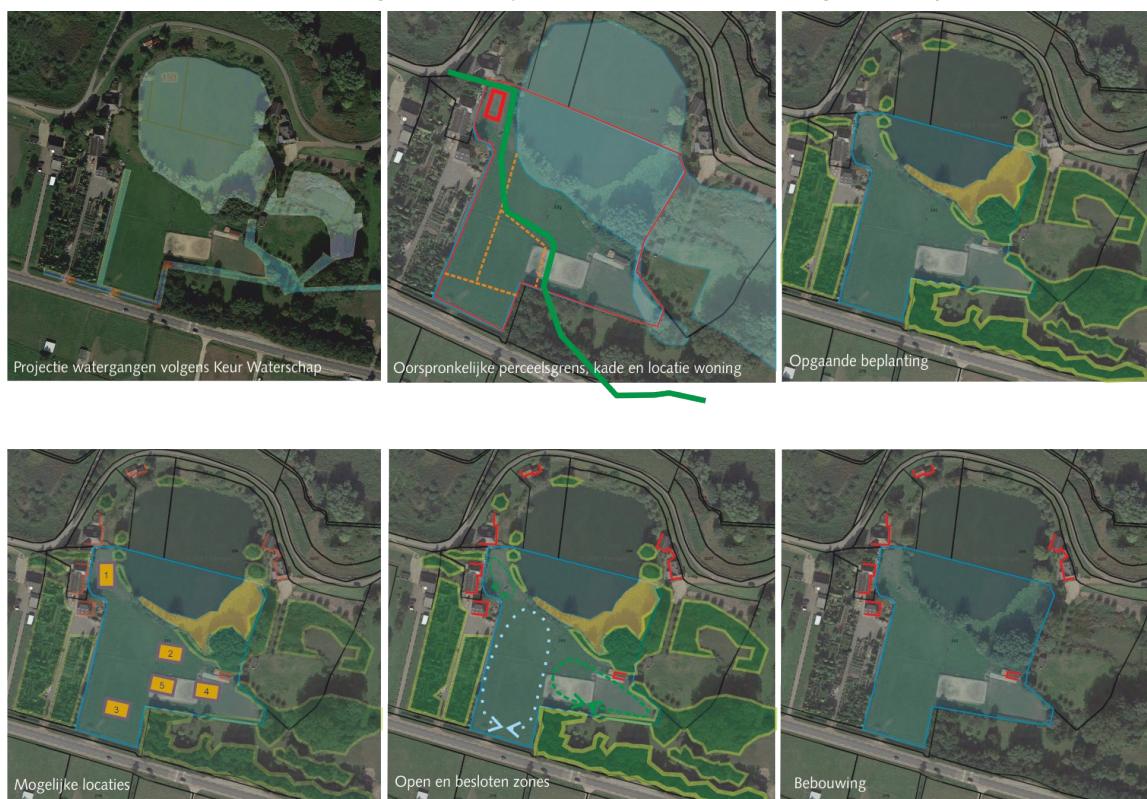 Projectie watergangen volgens Keur Waterschap
Oorspronkelijke perceelsgrens, kade en locatie woning
Opgaande beplanting
1
2
5
4
3
Mogelijke locaties
Open en besloten zones
Bebouwing